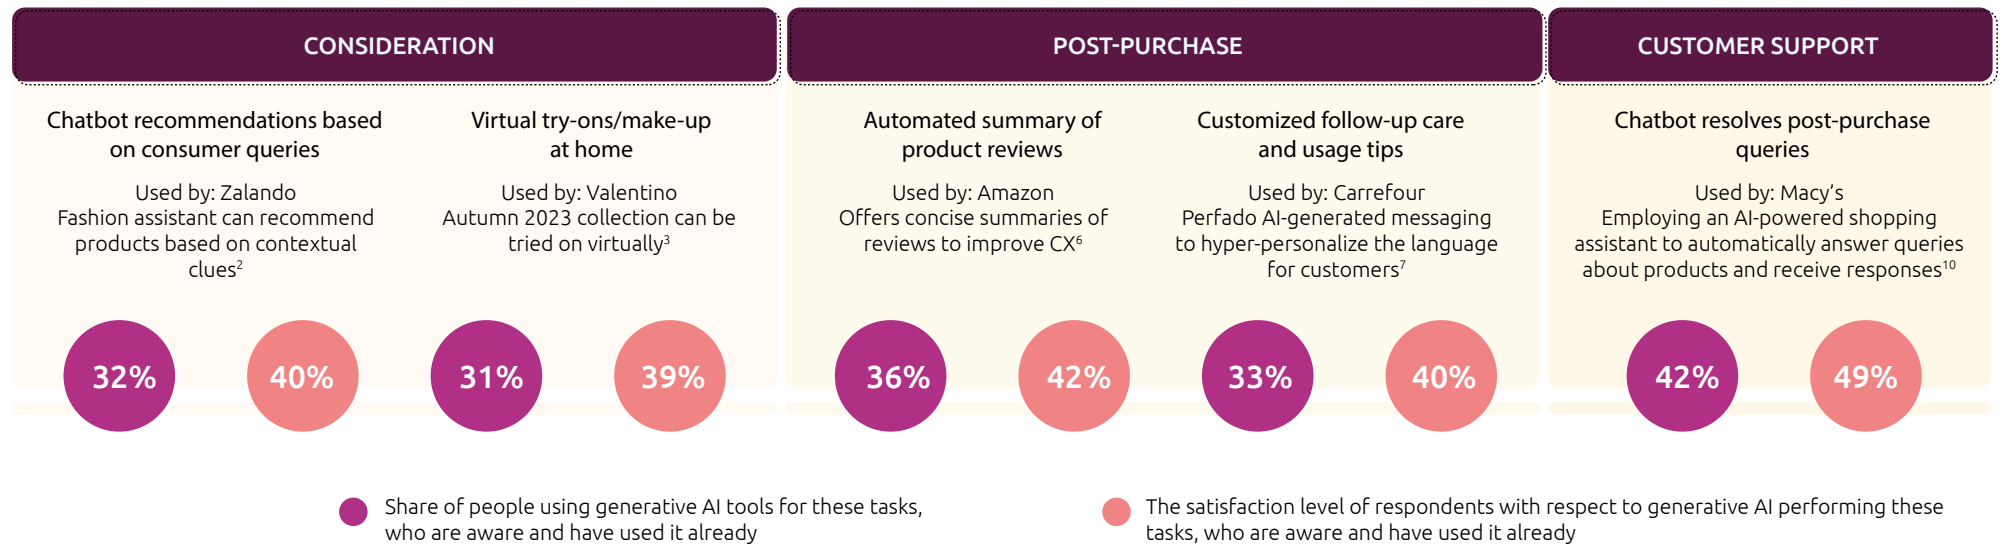 CONSIDERATION
Chatbot recommendations based
on consumer queries
Used by: Zalando
Fashion assistant can recommend
products based on contextual
clues²
32%
40%
Virtual try-ons/make-up
at home
Used by: Valentino
Autumn 2023 collection can be
tried on virtually³
31%
39%
POST-PURCHASE
Automated summary of
product reviews
Used by: Amazon
Offers concise summaries of
reviews to improve CX⁶
36%
42%
Customized follow-up care
and usage tips
Used by: Carrefour
Perfado AI-generated messaging
to hyper-personalize the language
for customers⁷
33%
40%
CUSTOMER SUPPORT
Chatbot resolves post-purchase
queries
Used by: Macy’s
Employing an AI-powered shopping
assistant to automatically answer queries
about products and receive responses¹⁰
42%
49%
Share of people using generative AI tools for these tasks,
who are aware and have used it already
The satisfaction level of respondents with respect to generative AI performing these
tasks, who are aware and have used it already